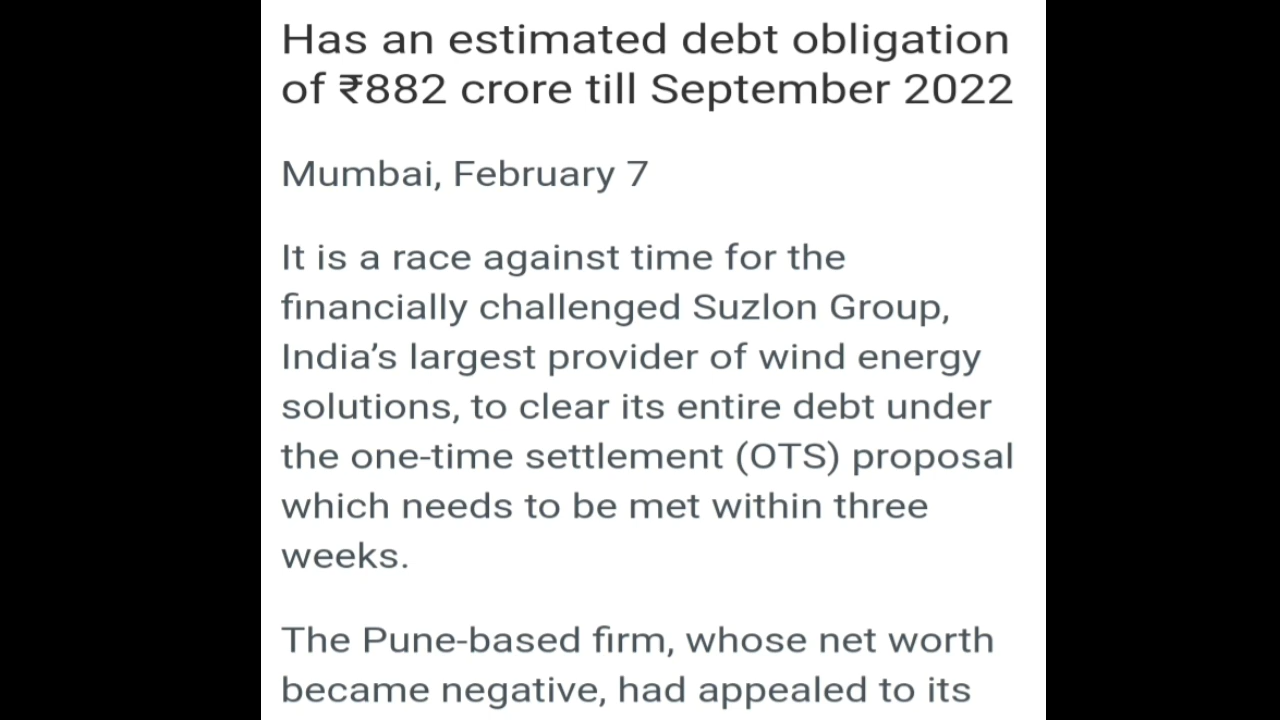 Has an estimated debt obligation
of ₹882 crore till September 2022
Mumbai, February 7
It is a race against time for the
financially challenged Suzlon Group,
India’s largest provider of wind energy
solutions, to clear its entire debt under
the one-time settlement (OTS) proposal
which needs to be met within three
weeks.
The Pune-based firm, whose net worth
became negative, had appealed to its